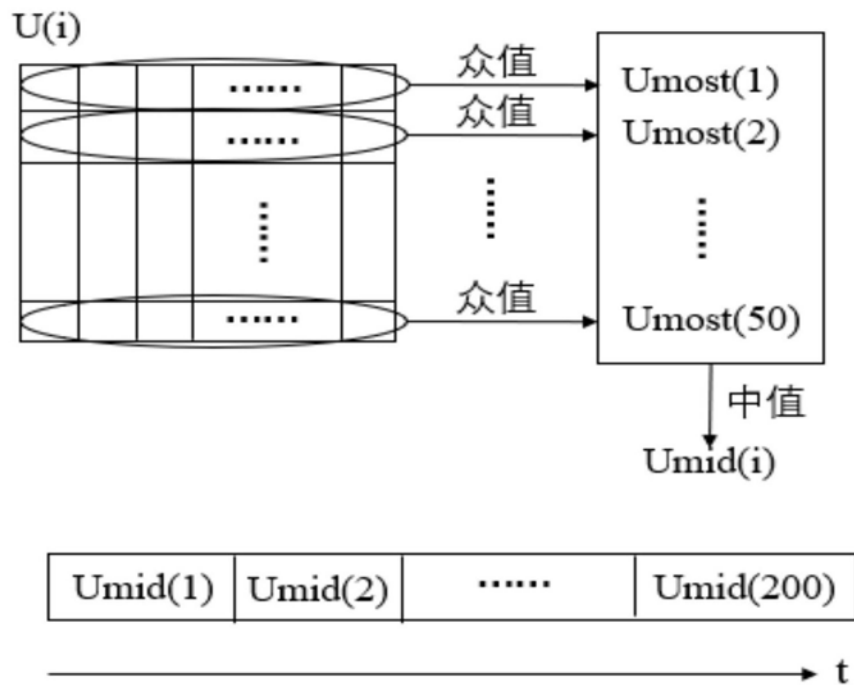 U(i)
…… 众值 Umost(1)
…… 众值 Umost(2)
…… …… ……
…… 众值 Umost(50)
中值
Umid(i)
Umid(1) Umid(2) …… Umid(200)
t